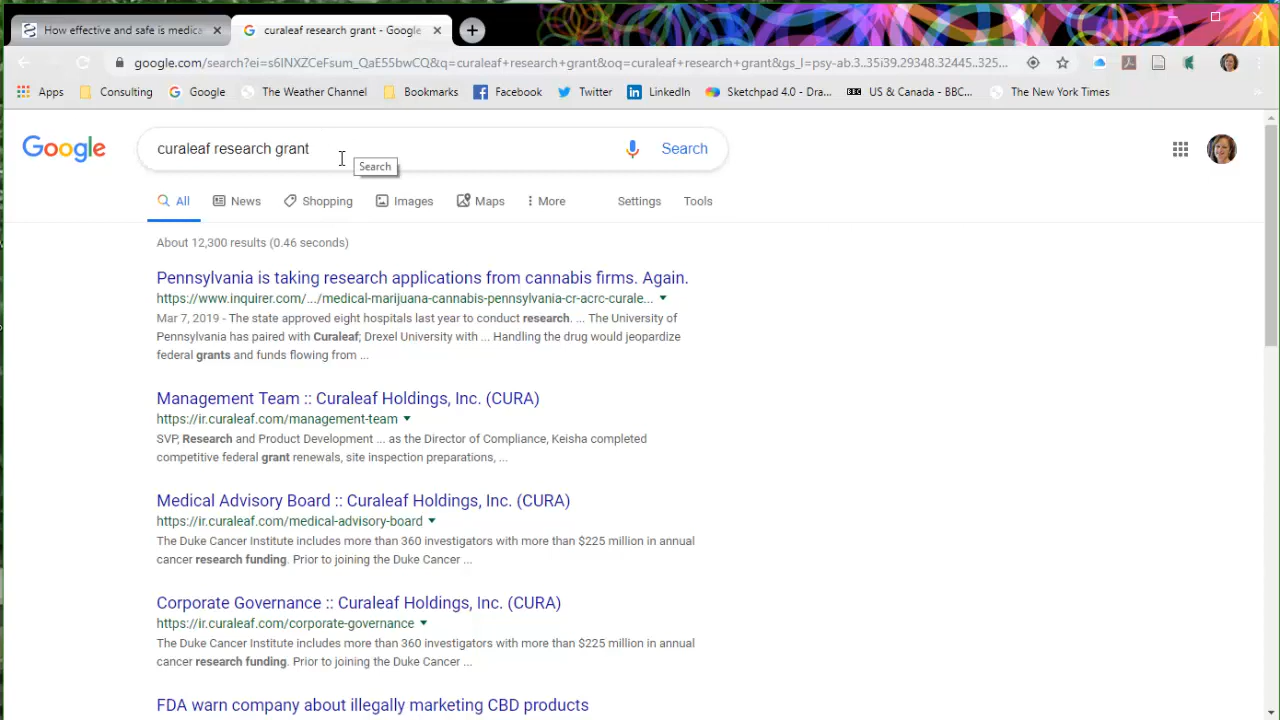 How effective and safe is medica
curaleaf research grant - Google
google.com/search?ei=s6INXZCeFsum_QaE55bwCQ&q=curaleaf+research+grant&oq=curaleaf+research+grant&gs_l=psy-ab.3..35i39.29348.32445..325...
Apps Consulting Google The Weather Channel Bookmarks Facebook Twitter LinkedIn Sketchpad 4.0 - Dra... US & Canada - BBC... The New York Times
Google
curaleaf research grant
Search
Search
All News Shopping Images Maps More Settings Tools
About 12,300 results (0.46 seconds)
Pennsylvania is taking research applications from cannabis firms. Again.
https://www.inquirer.com/.../medical-marijuana-cannabis-pennsylvania-cr-acrc-curale...
Mar 7, 2019 - The state approved eight hospitals last year to conduct research. ... The University of
Pennsylvania has paired with Curaleaf; Drexel University with ... Handling the drug would jeopardize
federal grants and funds flowing from ...
Management Team :: Curaleaf Holdings, Inc. (CURA)
https://ir.curaleaf.com/management-team
SVP, Research and Product Development ... as the Director of Compliance, Keisha completed
competitive federal grant renewals, site inspection preparations, ...
Medical Advisory Board :: Curaleaf Holdings, Inc. (CURA)
https://ir.curaleaf.com/medical-advisory-board
The Duke Cancer Institute includes more than 360 investigators with more than $225 million in annual
cancer research funding. Prior to joining the Duke Cancer ...
Corporate Governance :: Curaleaf Holdings, Inc. (CURA)
https://ir.curaleaf.com/corporate-governance
The Duke Cancer Institute includes more than 360 investigators with more than $225 million in annual
cancer research funding. Prior to joining the Duke Cancer ...
FDA warn company about illegally marketing CBD products